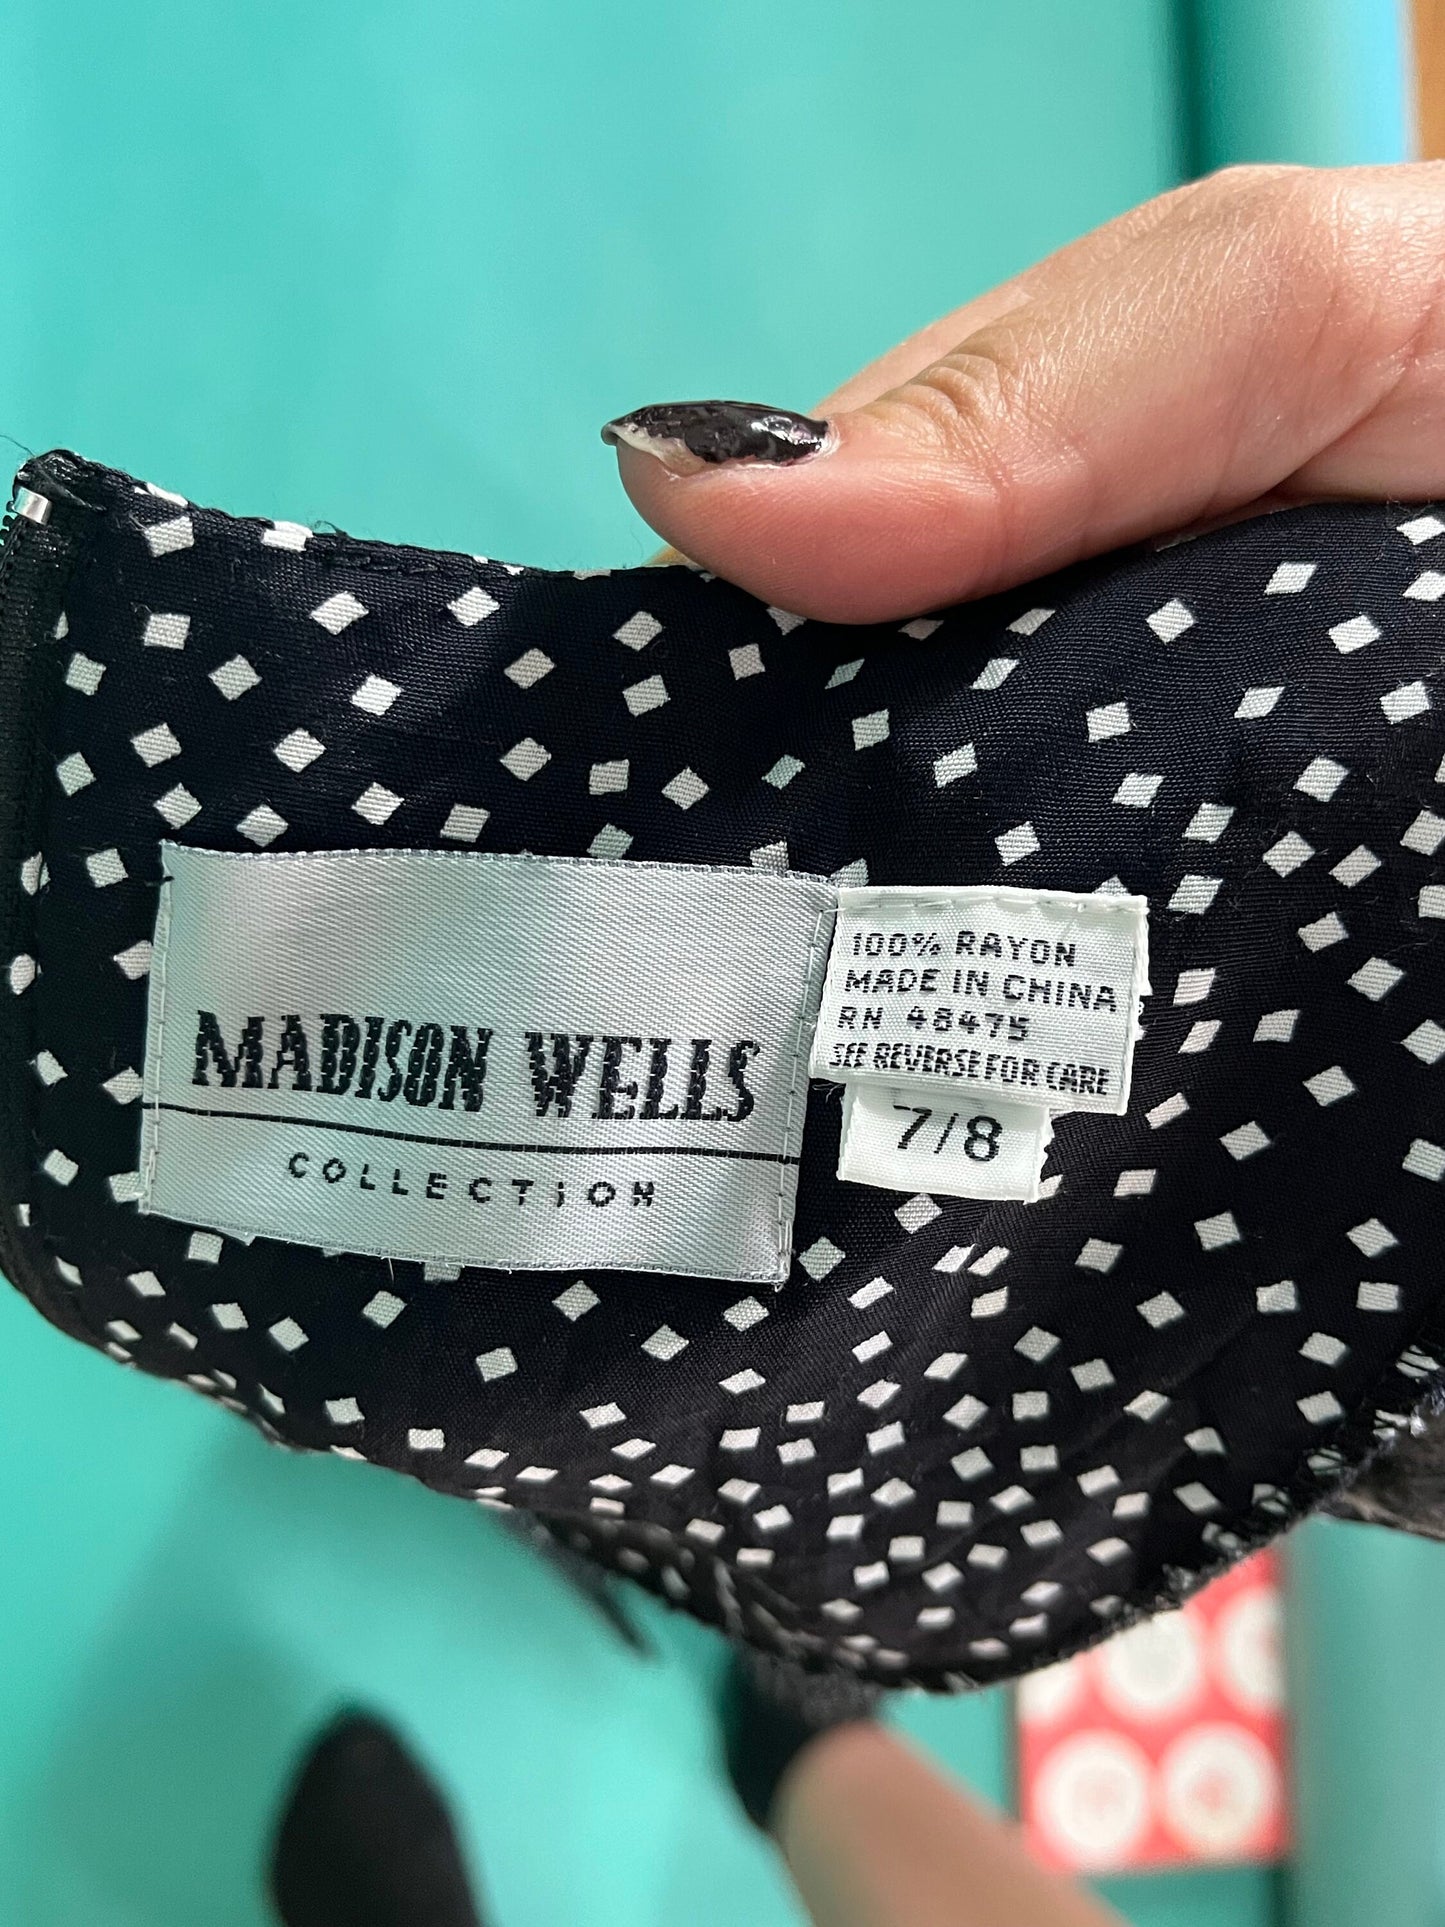 MADISON WELLS
COLLECTION
100% RAYON
MADE IN CHINA
RN 48475
SEE REVERSE FOR CARE
7/8